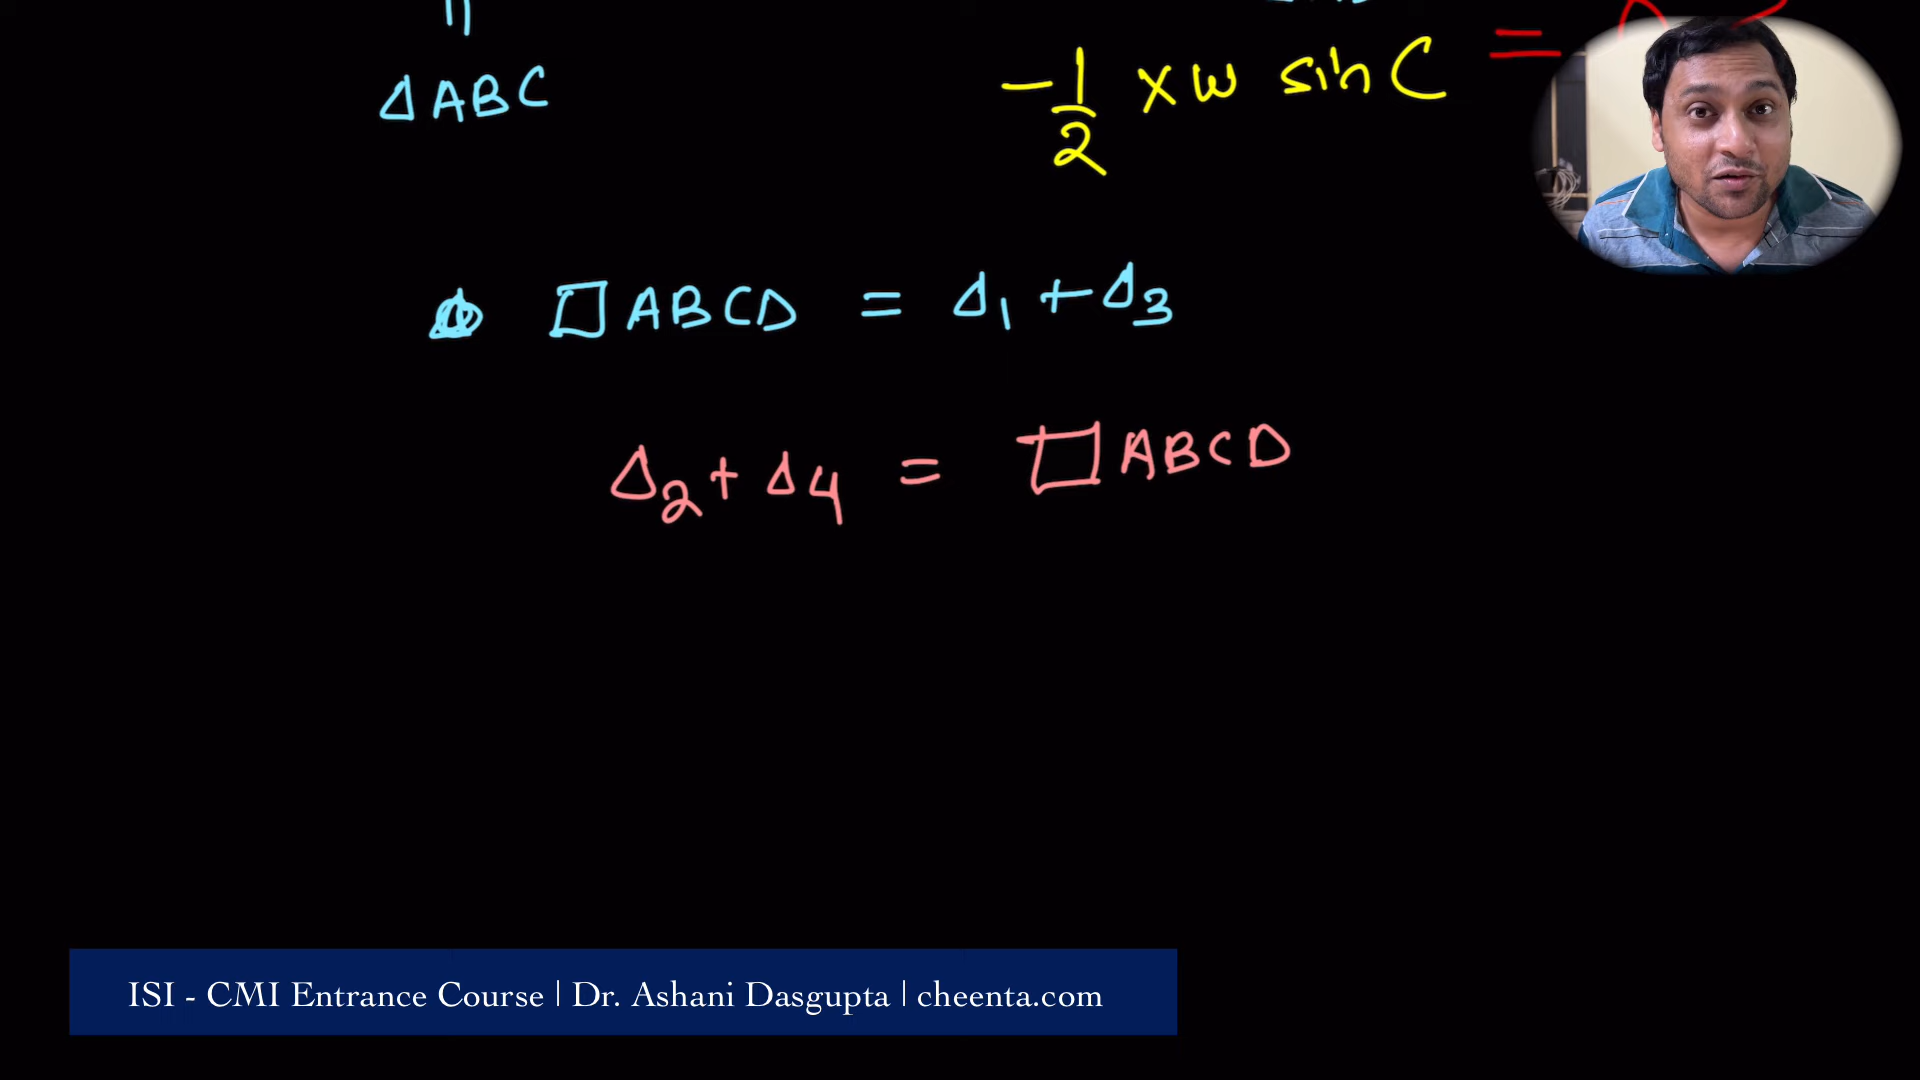 ΔABC
-1/2 xw sin C =
□ABCD = Δ1 + Δ3
Δ2 + Δ4 = □ABCD
ISI - CMI Entrance Course | Dr. Ashani Dasgupta | cheenta.com